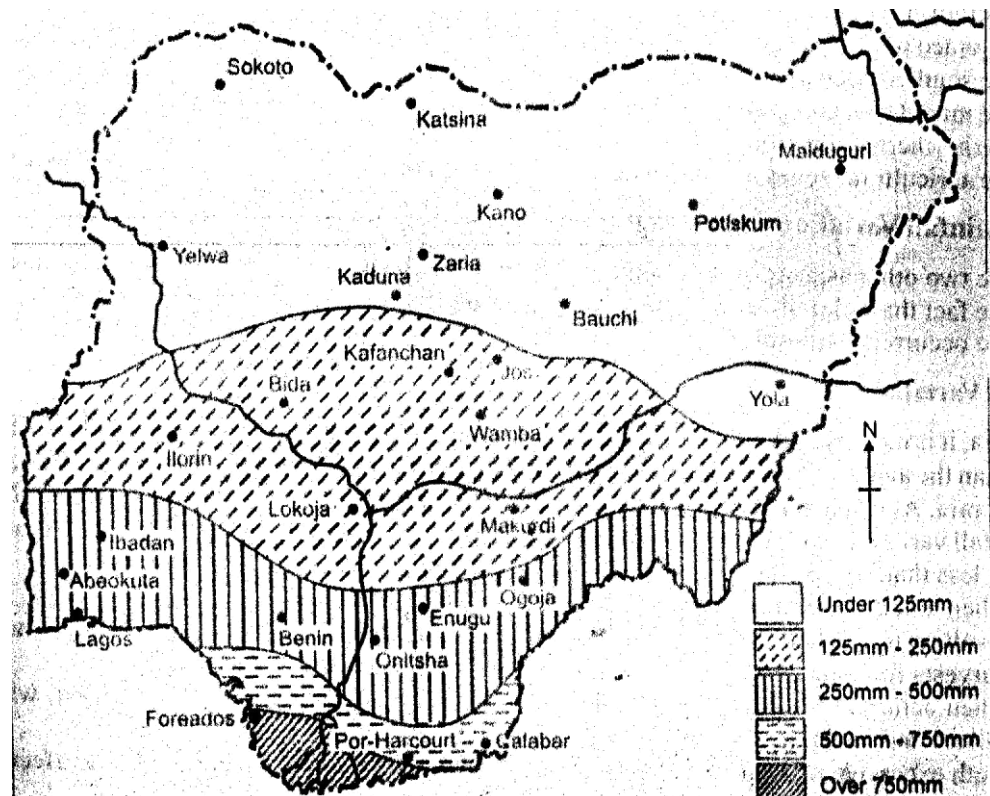 Sokoto
Katsina
Maiduguri
Kano
Potiskum
Yelwa
Zaria
Kaduna
Bauchi
Kafanchan
Jos
Bida
Yola
Wamba
N
Ilorin
Lokoja
Makurdi
Ibadan
Abeokuta
Ogoja
Lagos
Benin
Enugu
Onitsha
Foreados
Por-Harcourt
Calabar
Under 125mm
125mm - 250mm
250mm - 500mm
500mm - 750mm
Over 750mm